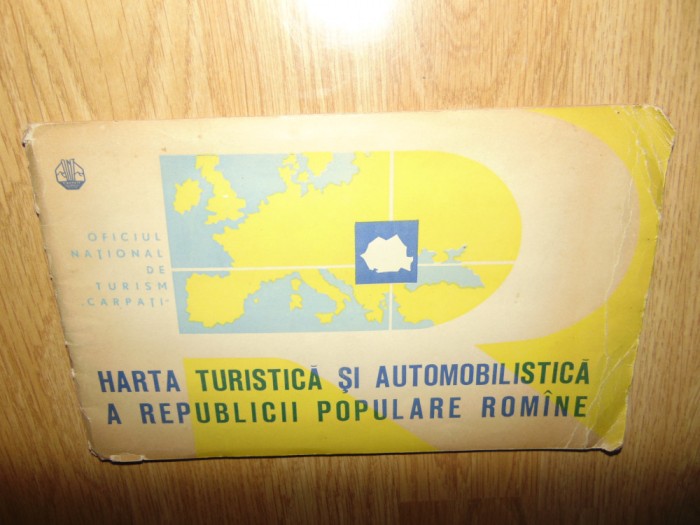 OFICIUL
NAȚIONAL
DE
TURISM
„CARPAȚI"
HARTA TURISTICĂ ȘI AUTOMOBILISTICĂ
A REPUBLICII POPULARE ROMÎNE